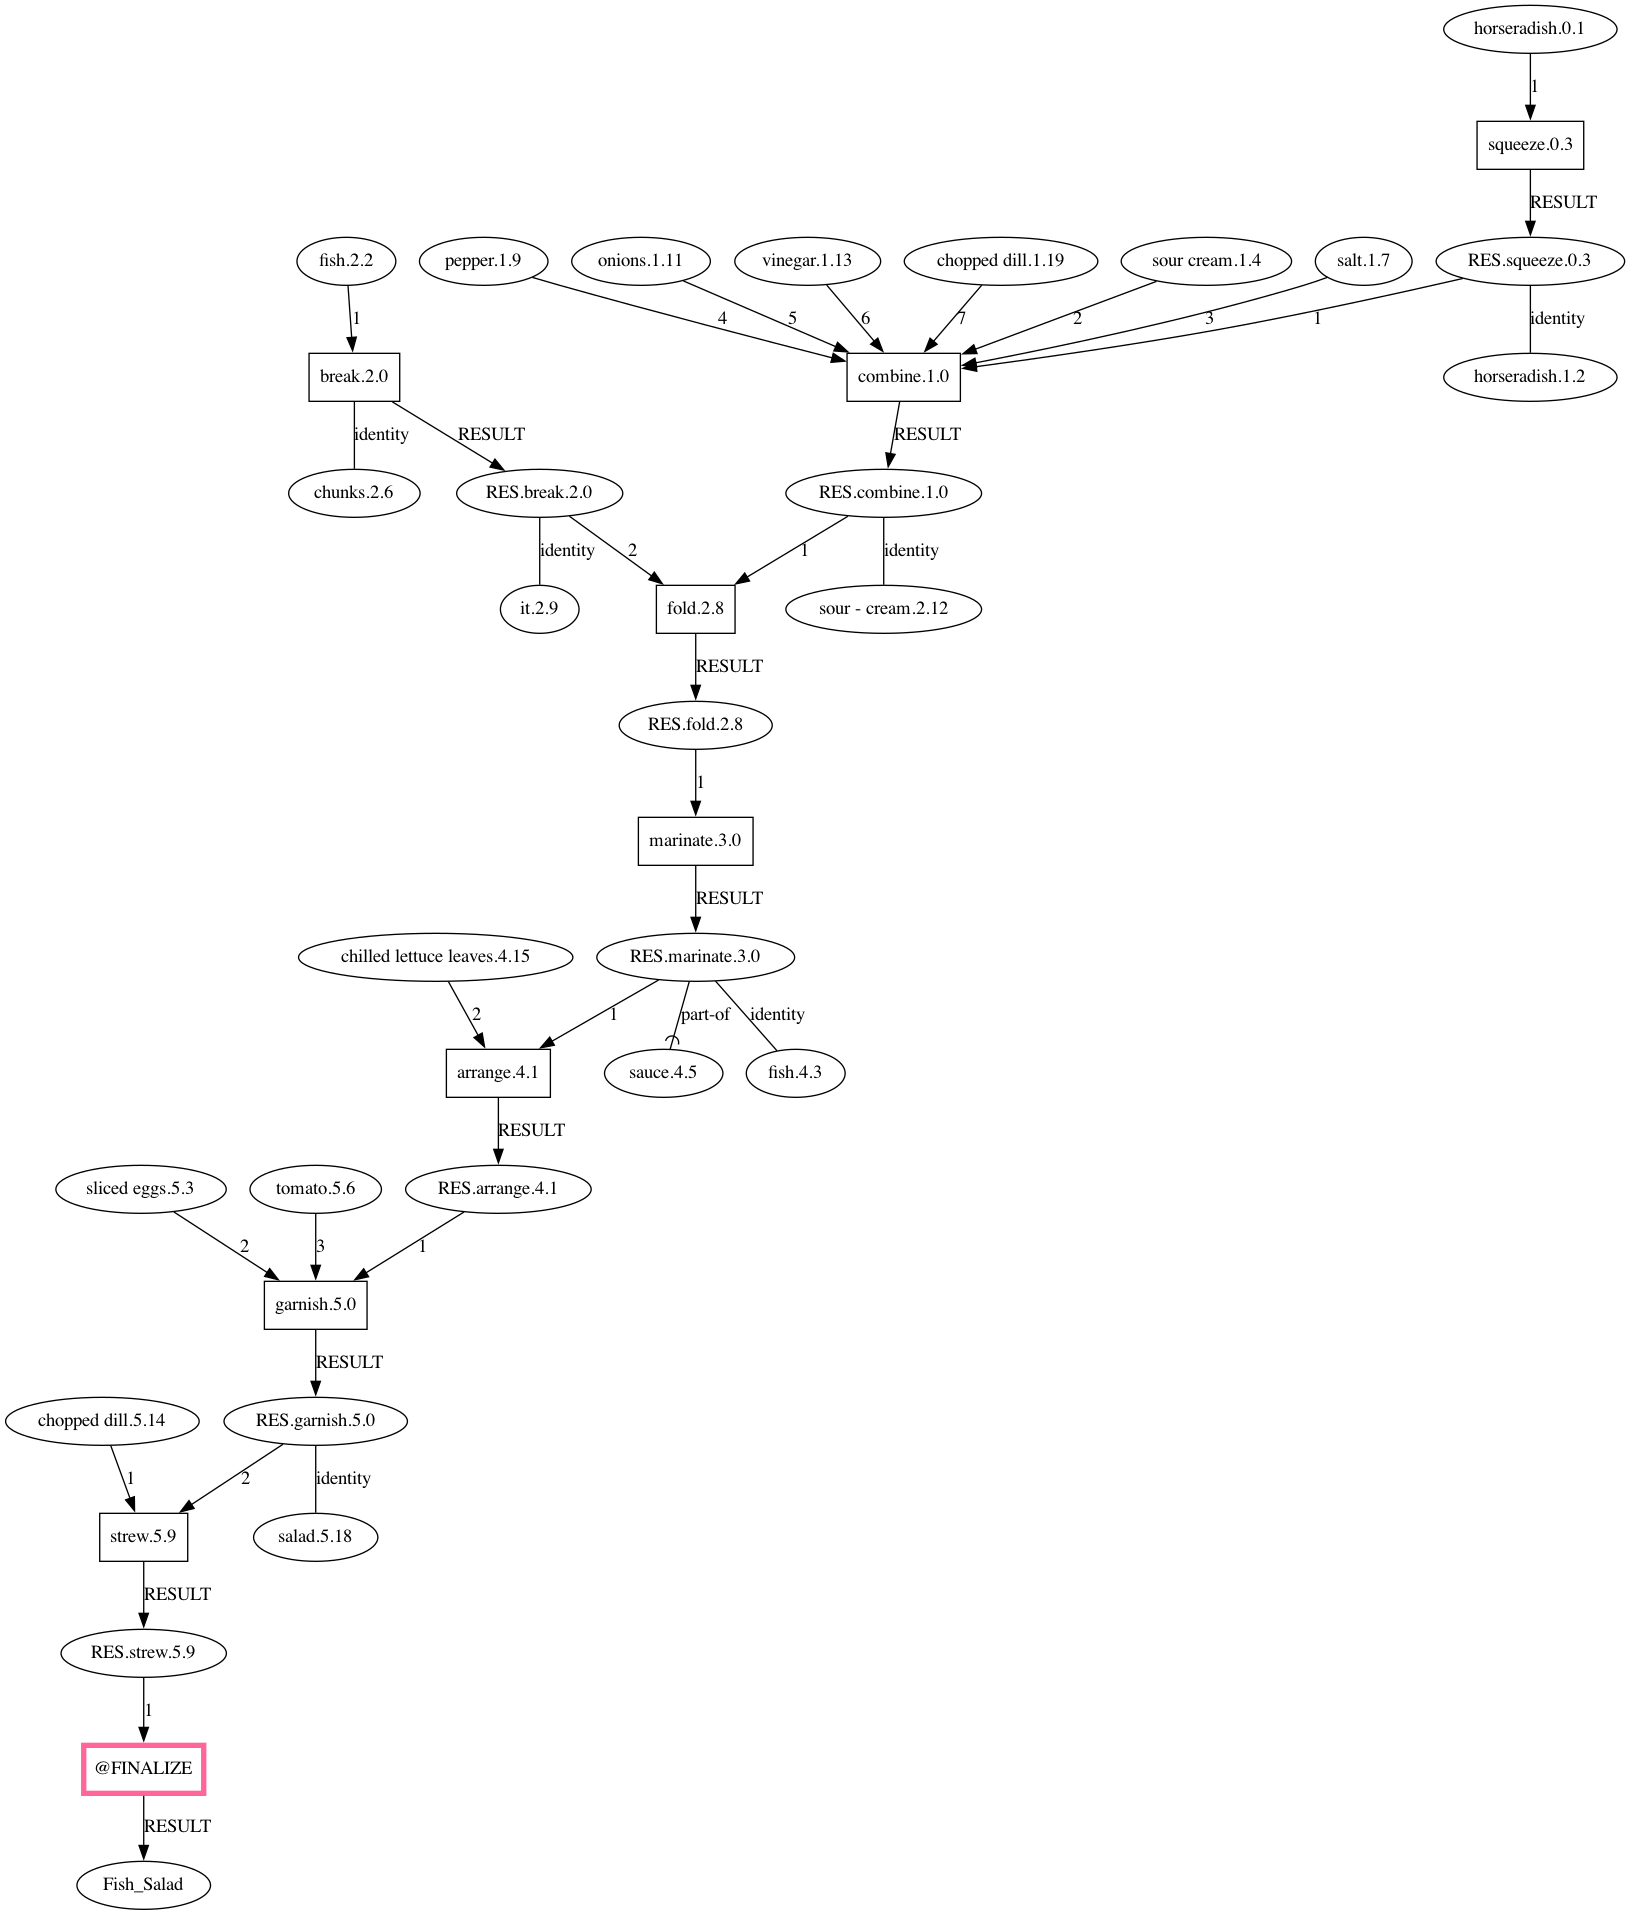 horseradish.0.1
1
squeeze.0.3
RESULT
fish.2.2
pepper.1.9
onions.1.11
vinegar.1.13
chopped dill.1.19
sour cream.1.4
salt.1.7
RES.squeeze.0.3
1
4
5
6
7
2
3
1
identity
break.2.0
combine.1.0
horseradish.1.2
identity
RESULT
RESULT
chunks.2.6
RES.break.2.0
RES.combine.1.0
identity
2
1
identity
it.2.9
fold.2.8
sour - cream.2.12
RESULT
RES.fold.2.8
1
marinate.3.0
RESULT
chilled lettuce leaves.4.15
RES.marinate.3.0
2
1
part-of
identity
arrange.4.1
sauce.4.5
fish.4.3
RESULT
sliced eggs.5.3
tomato.5.6
RES.arrange.4.1
2
3
1
garnish.5.0
RESULT
chopped dill.5.14
RES.garnish.5.0
1
2
identity
strew.5.9
salad.5.18
RESULT
RES.strew.5.9
1
@FINALIZE
RESULT
Fish_Salad